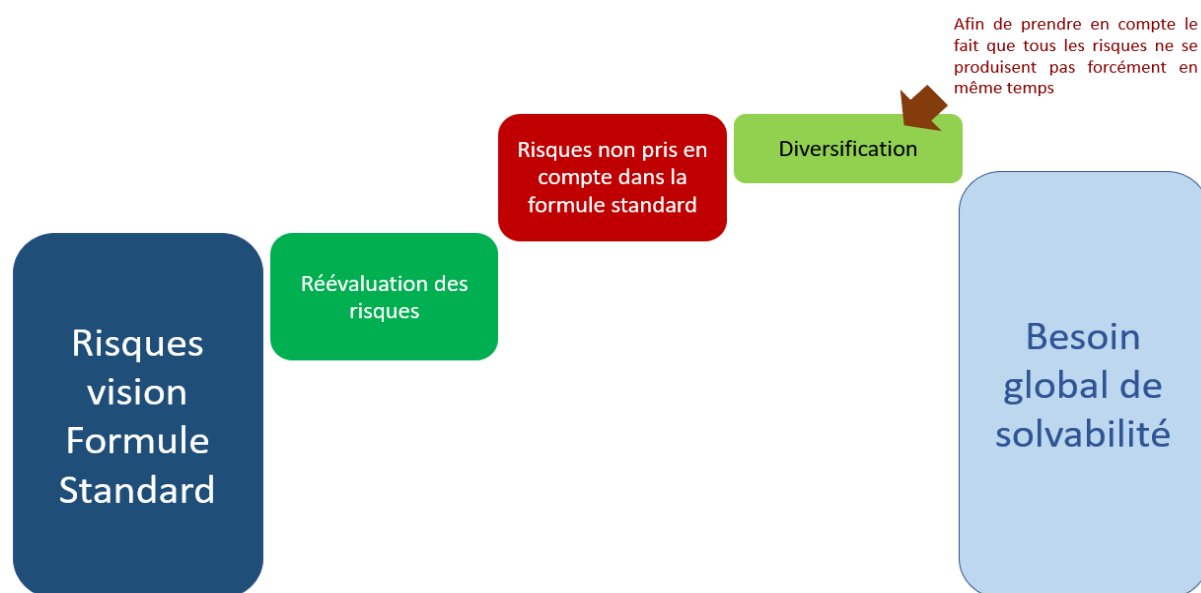 Afin de prendre en compte le
fait que tous les risques ne se
produisent pas forcément en
même temps
Risques non pris en
compte dans la
formule standard
Diversification
Réévaluation des
risques
Risques
vision
Formule
Standard
Besoin
global de
solvabilité